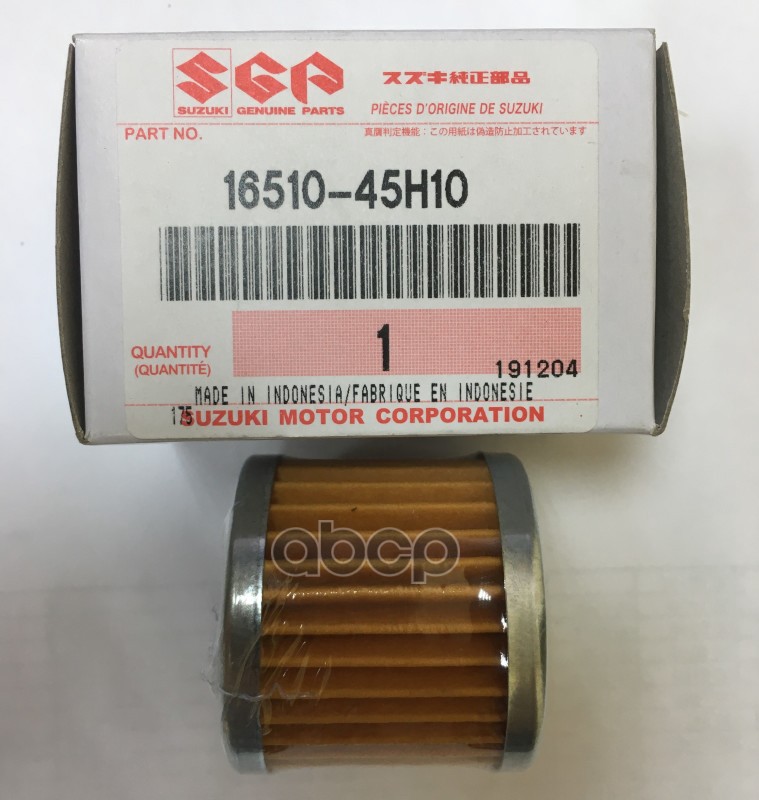 SGP
SUZUKI GENUINE PARTS
スズキ純正部品
PIÈCES D'ORIGINE DE SUZUKI
PART NO.
真贋判定機能：この用紙は偽造防止加工されています
16510-45H10
QUANTITY
(QUANTITÉ)
1
191204
MADE IN INDONESIA/FABRIQUE EN INDONESIE
175
SUZUKI MOTOR CORPORATION
abcp